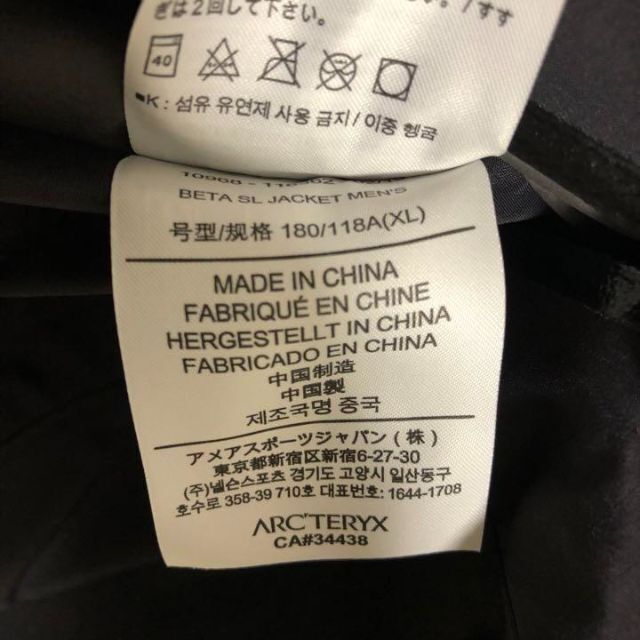 ぎは2回して下さい。
40
K : 섬유 유연제 사용 금지 / 이중 헹굼
BETA SL JACKET MEN'S
号型/规格 180/118A(XL)
MADE IN CHINA
FABRIQUÉ EN CHINE
HERGESTELLT IN CHINA
FABRICADO EN CHINA
中国制造
中国製
제조국명 중국
アメアスポーツジャパン (株)
東京都新宿区新宿6-27-30
(주)넬슨스포츠 경기도 고양시 일산동구
호수로 358-39 710호 대표번호: 1644-1708
ARC'TERYX
CA#34438